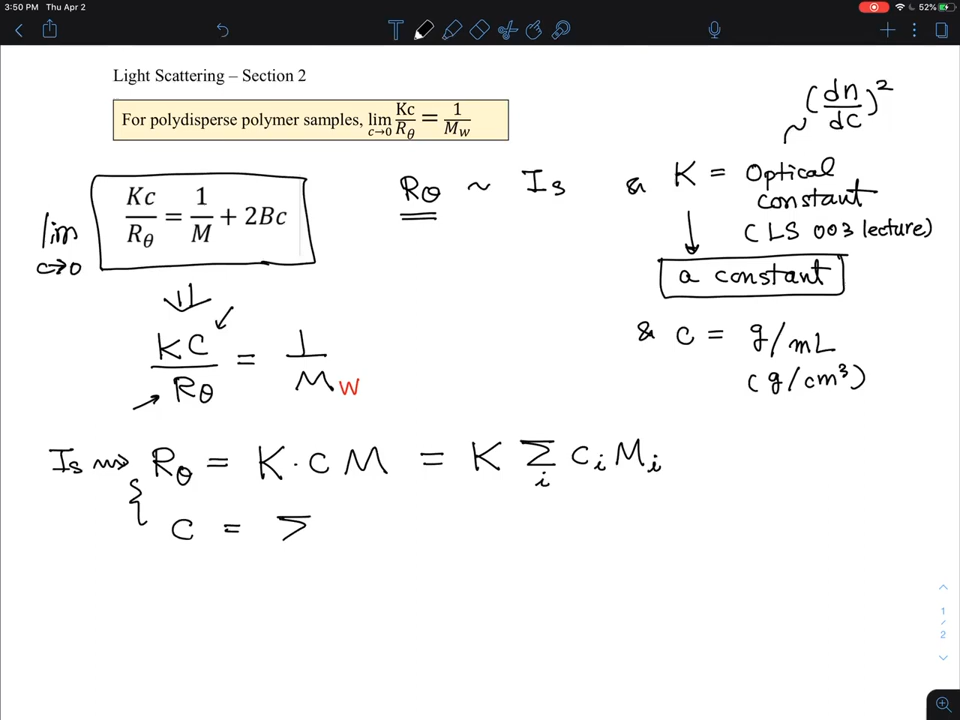 3:50 PM Thu Apr 2
52%
Light Scattering – Section 2
For polydisperse polymer samples, lim c→0 Kc/Rθ = 1/Mw
~ (dn/dc)²
lim c→0 Kc/Rθ = 1/M + 2Bc
Rθ ~ Is & K = Optical constant
(LS 003 lecture)
a constant
KC/Rθ = 1/Mw
& c = g/mL
(g/cm³)
Is ⇝ Rθ = K · c M = K Σi ci Mi
c = Σ
1
/
2